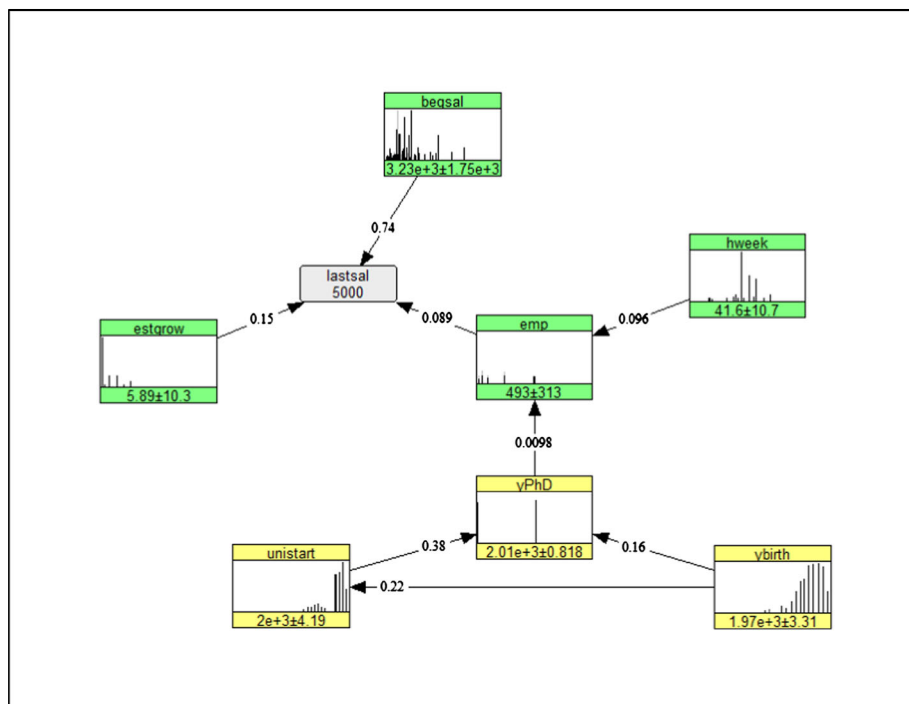 begsal
3.23e+3±1.75e+3
0.74
hweek
41.6±10.7
lastsal
5000
0.15
0.089
0.096
estgrow
5.89±10.3
emp
493±313
0.0098
yPhD
2.01e+3±0.818
0.38
0.16
unistart
2e+3±4.19
0.22
ybirth
1.97e+3±3.31